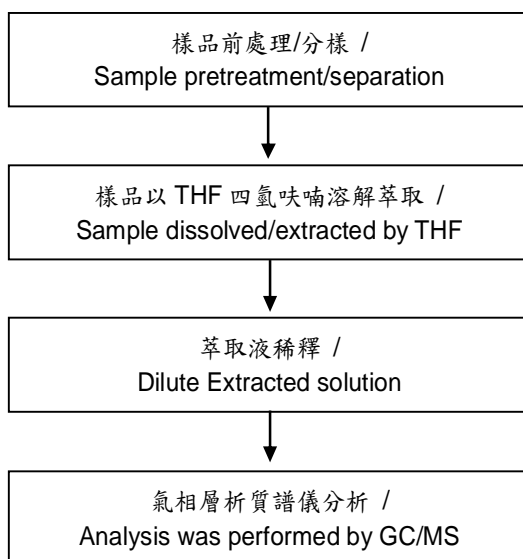 樣品前處理/分樣 /
Sample pretreatment/separation
樣品以 THF 四氫呋喃溶解萃取 /
Sample dissolved/extracted by THF
萃取液稀釋 /
Dilute Extracted solution
氣相層析質譜儀分析 /
Analysis was performed by GC/MS